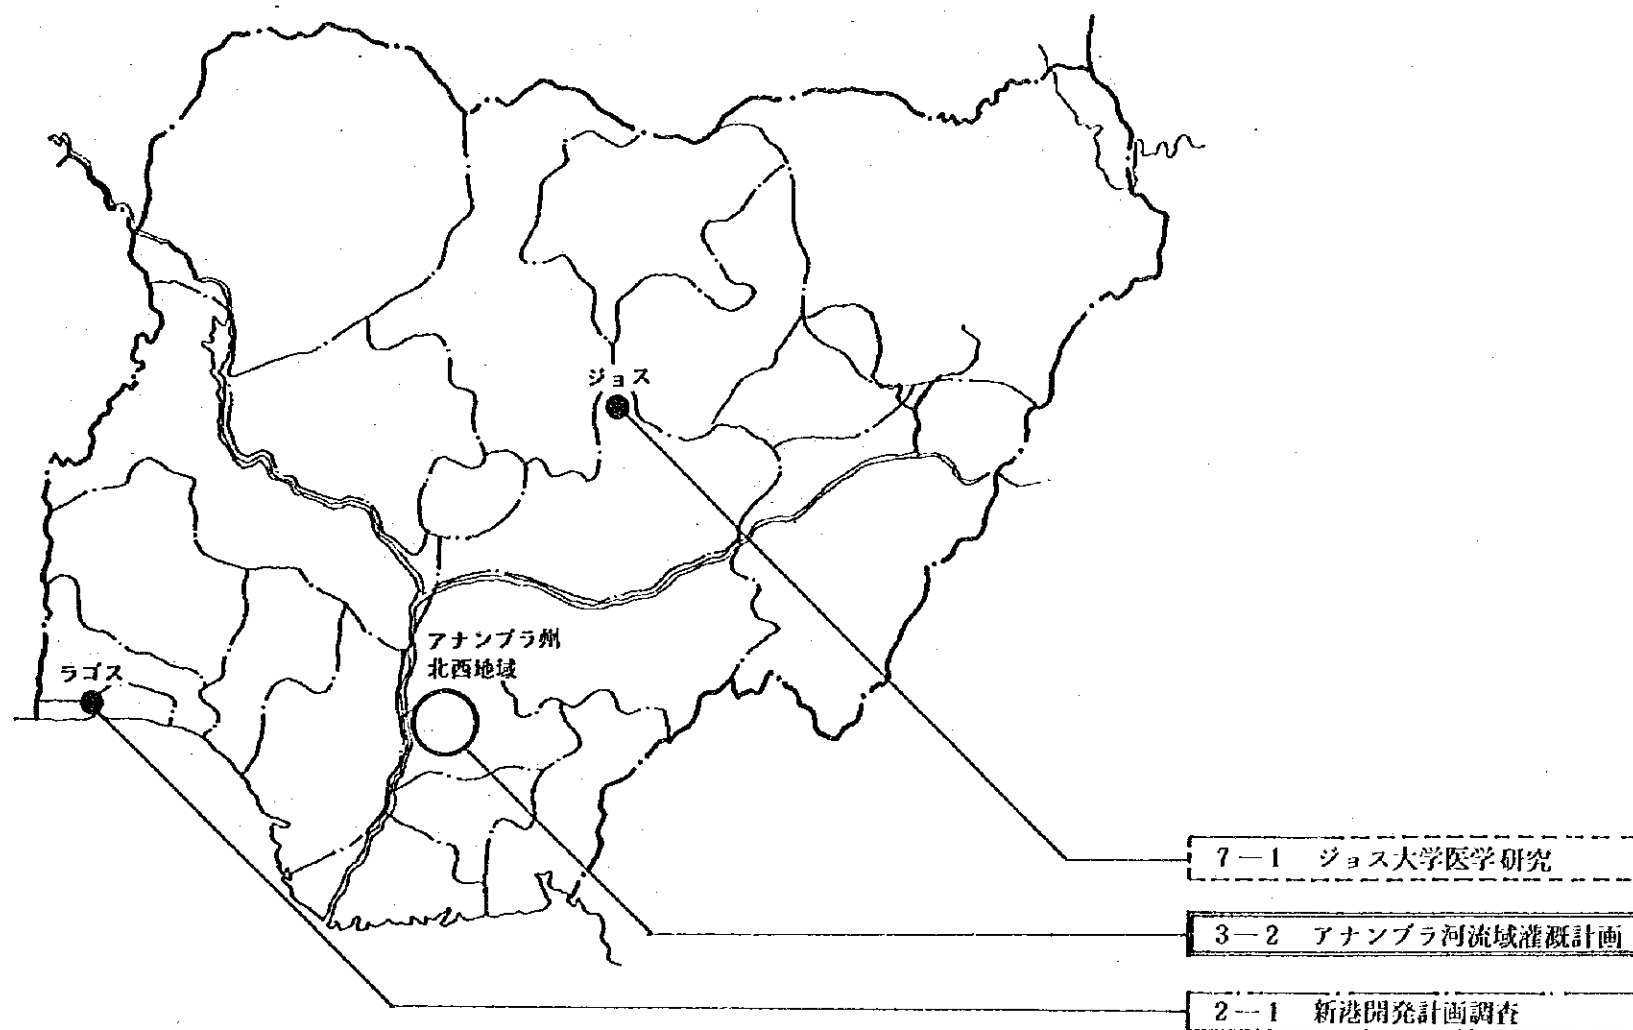 ジョス
アナンブラ州
北西地域
ラゴス
7－1 ジョス大学医学研究
3－2 アナンブラ河流域灌漑計画
2－1 新港開発計画調査